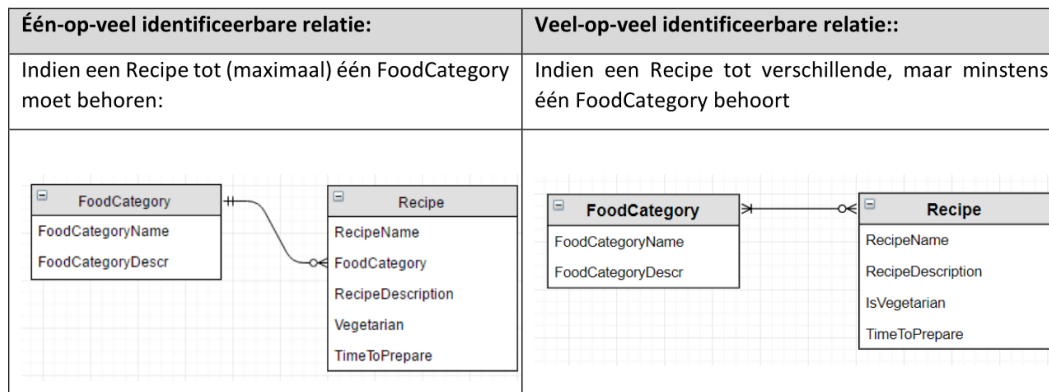 Één-op-veel identificeerbare relatie:
Veel-op-veel identificeerbare relatie::
Indien een Recipe tot (maximaal) één FoodCategory
moet behoren:
Indien een Recipe tot verschillende, maar minstens
één FoodCategory behoort
FoodCategory
FoodCategoryName
FoodCategoryDescr
Recipe
RecipeName
FoodCategory
RecipeDescription
Vegetarian
TimeToPrepare
FoodCategory
FoodCategoryName
FoodCategoryDescr
Recipe
RecipeName
RecipeDescription
IsVegetarian
TimeToPrepare